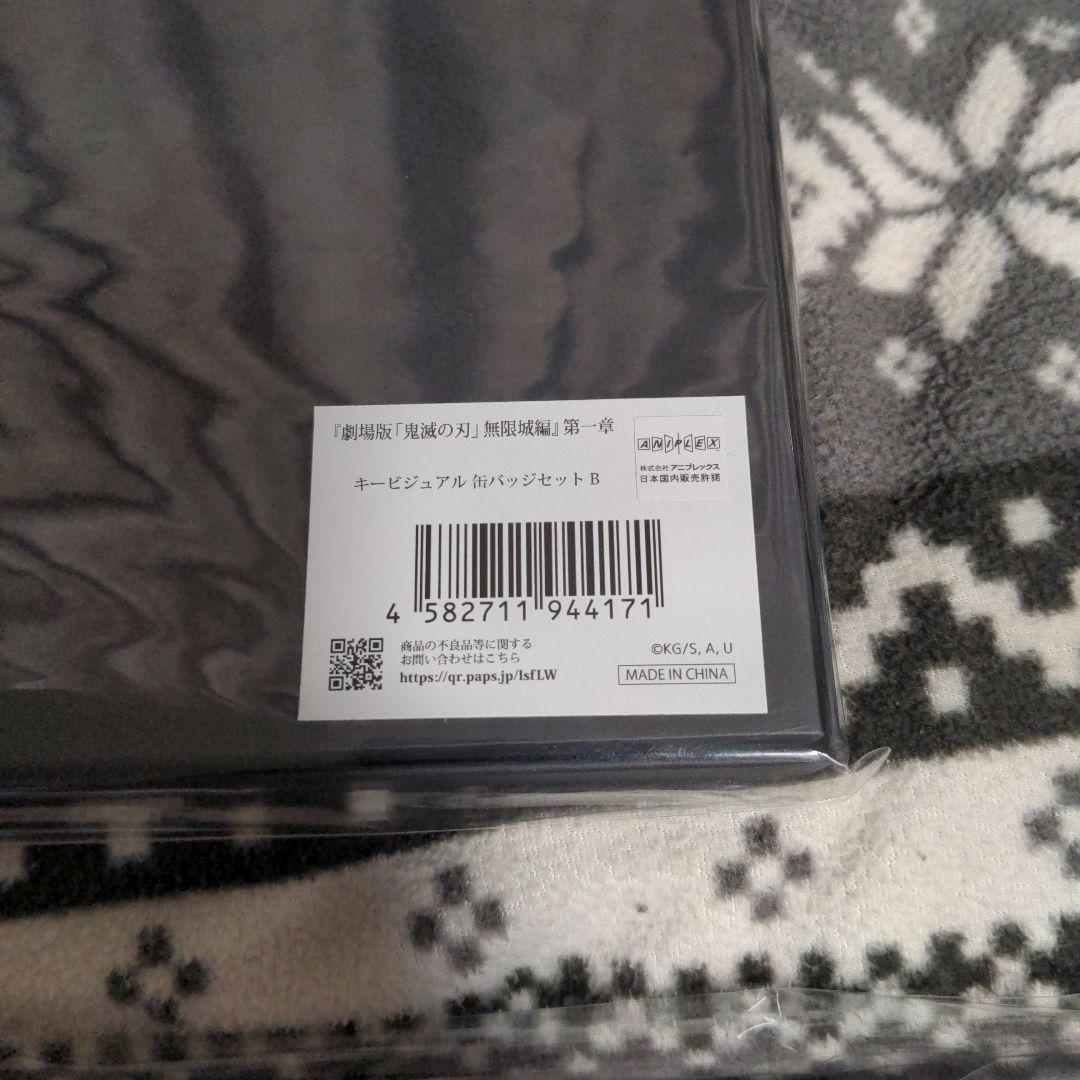 『劇場版「鬼滅の刃」無限城編』第一章
キービジュアル 缶バッジセット B
ANIPLEX
株式会社 アニプレックス
日本国内販売許諾
4 582711 944171
商品の不良品等に関する
お問い合わせはこちら
https://qr.paps.jp/lsfLW
©KG/S, A, U
MADE IN CHINA